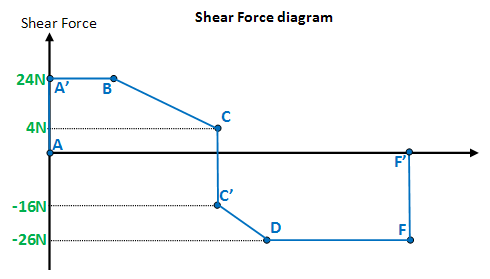 Shear Force diagram
Shear Force
24N
A’
B
4N
C
A
F’
-16N
C’
D
F
-26N